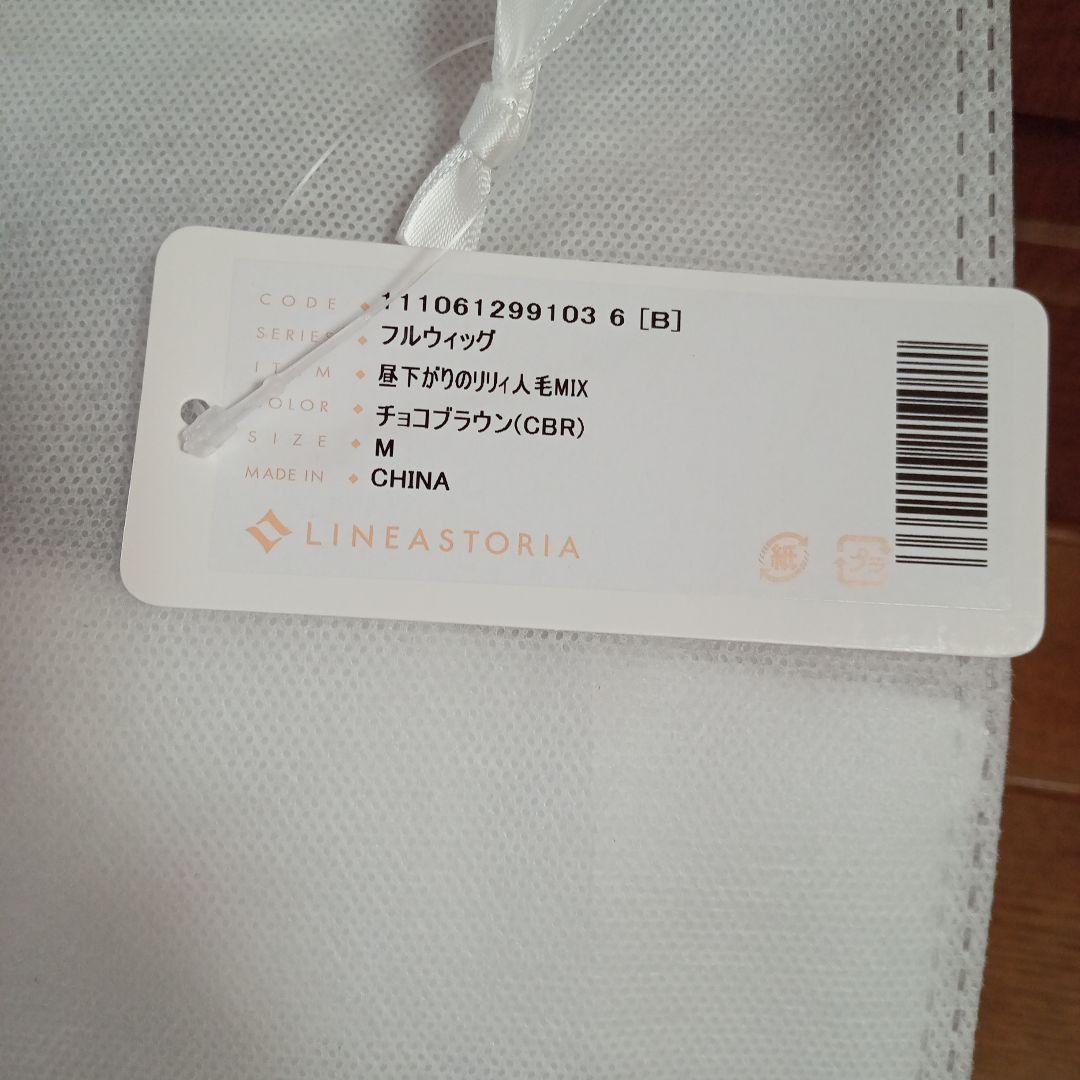 CODE ◆ 111061299103 6 [B]
SERIES ◆ フルウィッグ
ITEM ◆ 昼下がりのリリィ人毛MIX
COLOR ◆ チョコブラウン(CBR)
SIZE ◆ M
MADE IN ◆ CHINA
LINEASTORIA
紙 プラ